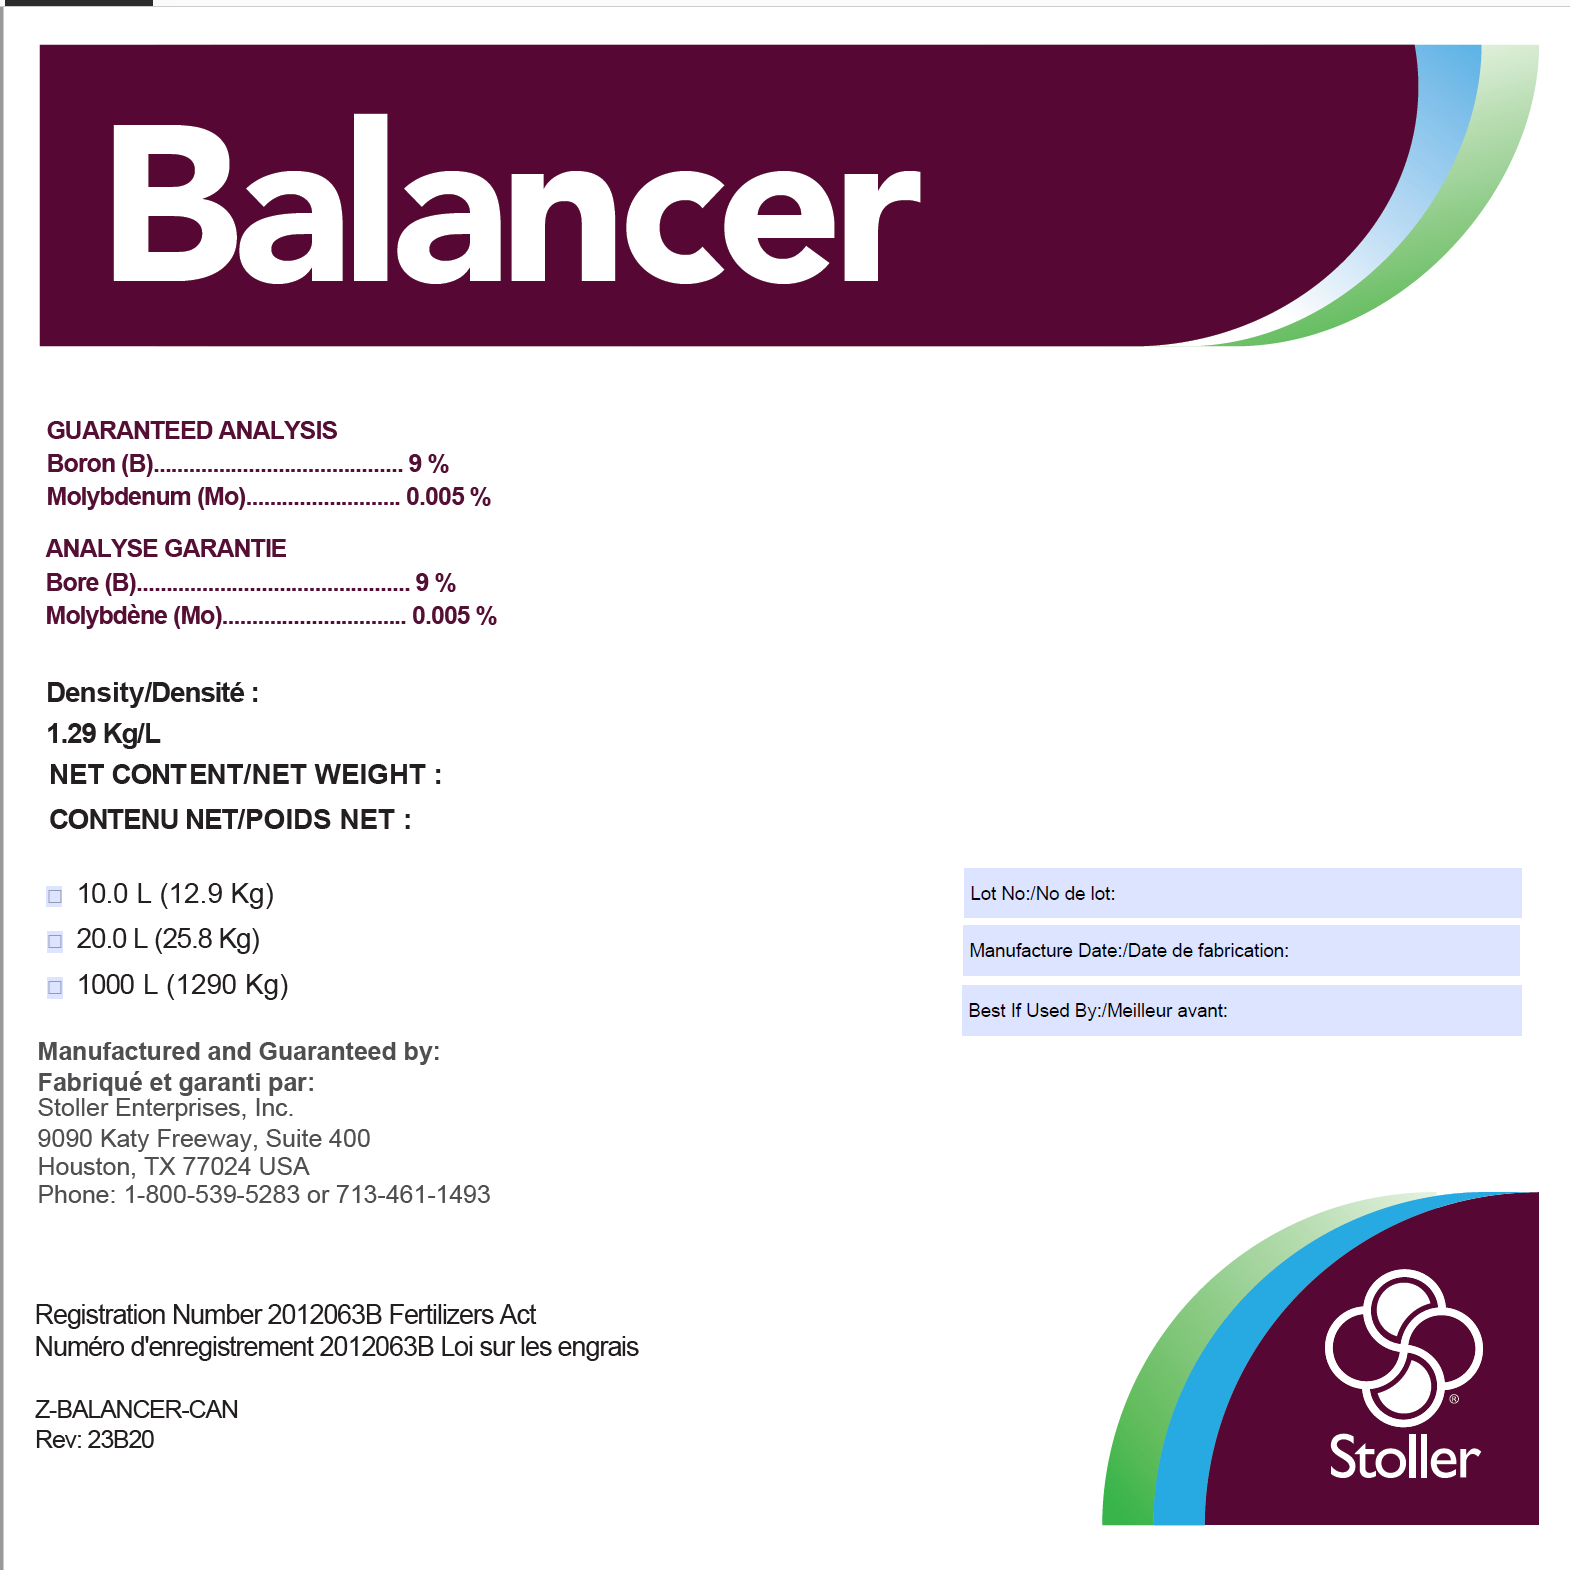 Balancer
GUARANTEED ANALYSIS
Boron (B).......................................... 9 %
Molybdenum (Mo).......................... 0.005 %
ANALYSE GARANTIE
Bore (B).............................................. 9 %
Molybdène (Mo)............................... 0.005 %
Density/Densité :
1.29 Kg/L
NET CONTENT/NET WEIGHT :
CONTENU NET/POIDS NET :
□ 10.0 L (12.9 Kg)
□ 20.0 L (25.8 Kg)
□ 1000 L (1290 Kg)
Lot No:/No de lot:
Manufacture Date:/Date de fabrication:
Best If Used By:/Meilleur avant:
Manufactured and Guaranteed by:
Fabriqué et garanti par:
Stoller Enterprises, Inc.
9090 Katy Freeway, Suite 400
Houston, TX 77024 USA
Phone: 1-800-539-5283 or 713-461-1493
Registration Number 2012063B Fertilizers Act
Numéro d'enregistrement 2012063B Loi sur les engrais
Z-BALANCER-CAN
Rev: 23B20
®
Stoller